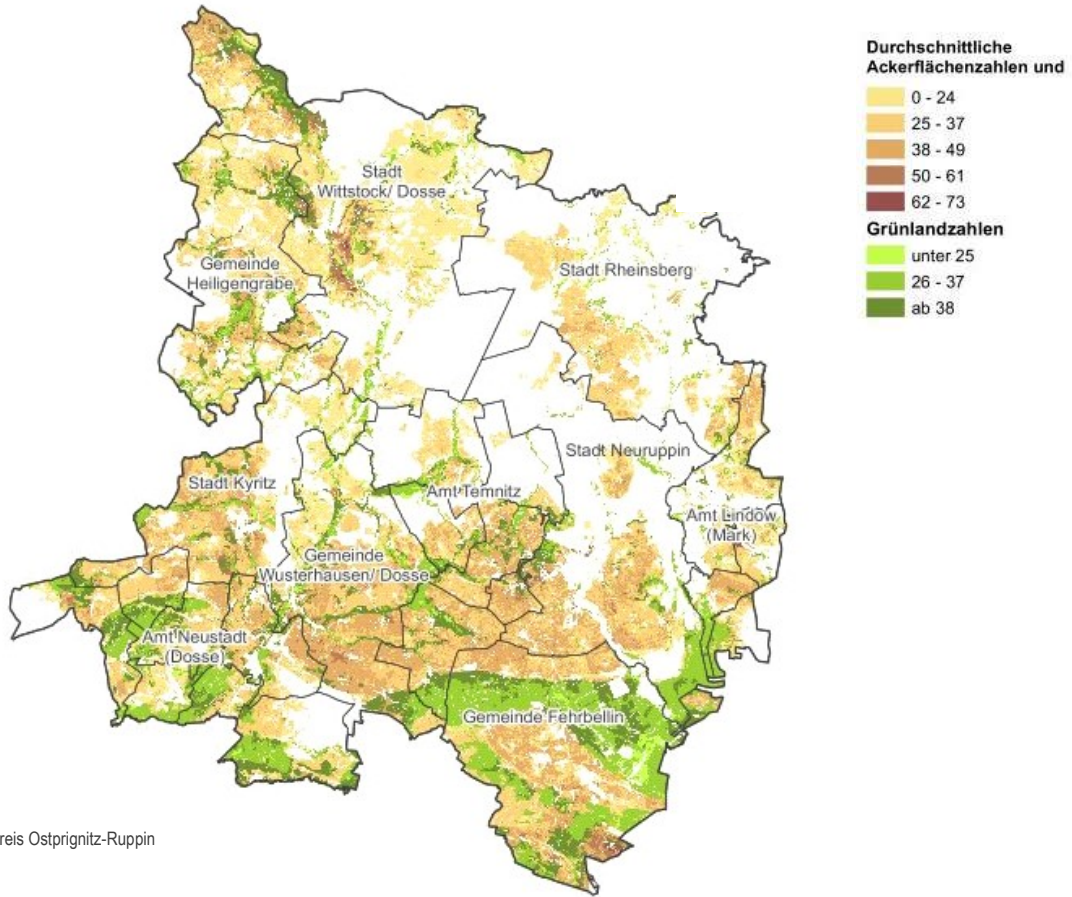 Durchschnittliche
Ackerflächenzahlen und
0 - 24
25 - 37
38 - 49
50 - 61
62 - 73
Grünlandzahlen
unter 25
26 - 37
ab 38
Stadt
Wittstock/ Dosse
Gemeinde
Heiligengrabe
Stadt Rheinsberg
Stadt Neuruppin
Stadt Kyritz
Amt Temnitz
Amt Lindow
(Mark)
Gemeinde
Wusterhausen/ Dosse
Amt Neustadt
(Dosse)
Gemeinde Fehrbellin
reis Ostprignitz-Ruppin